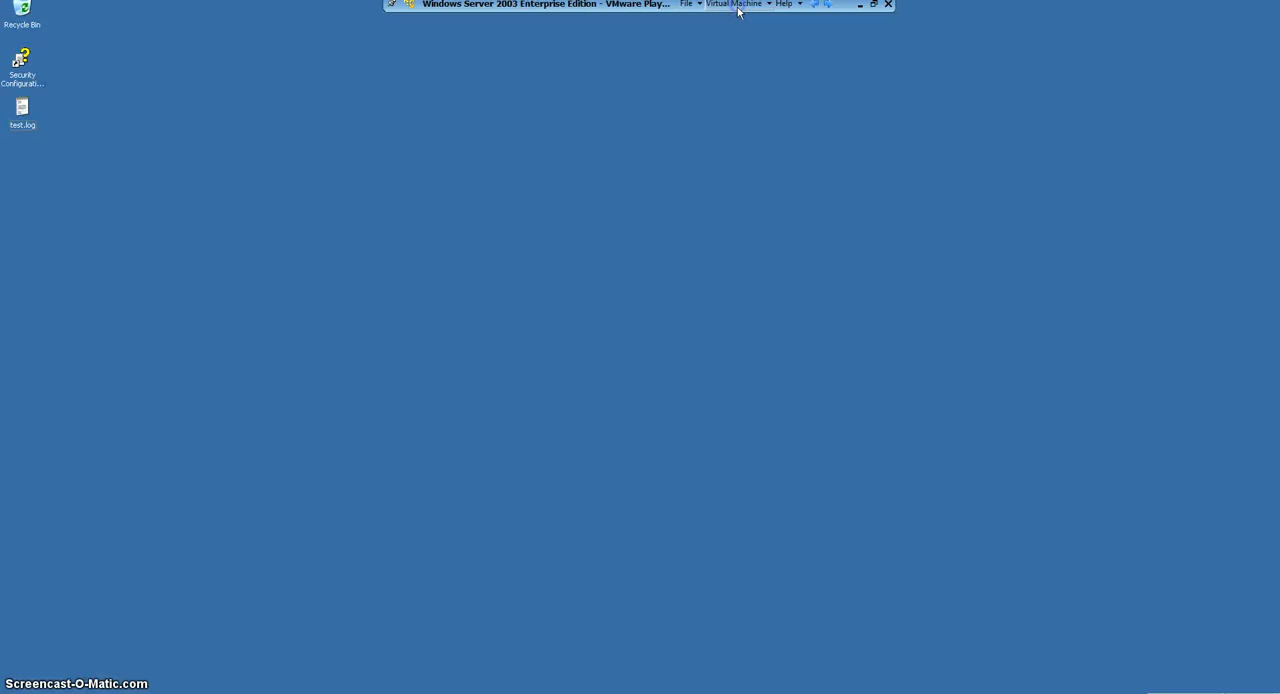 Windows Server 2003 Enterprise Edition - VMware Play... File Virtual Machine Help
Recycle Bin
Security
Configurati...
test.log
Screencast-O-Matic.com